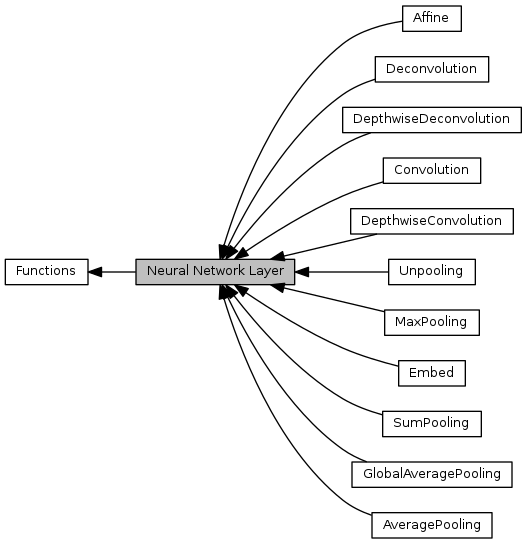 Affine
Deconvolution
DepthwiseDeconvolution
Convolution
DepthwiseConvolution
Functions
Neural Network Layer
Unpooling
MaxPooling
Embed
SumPooling
GlobalAveragePooling
AveragePooling